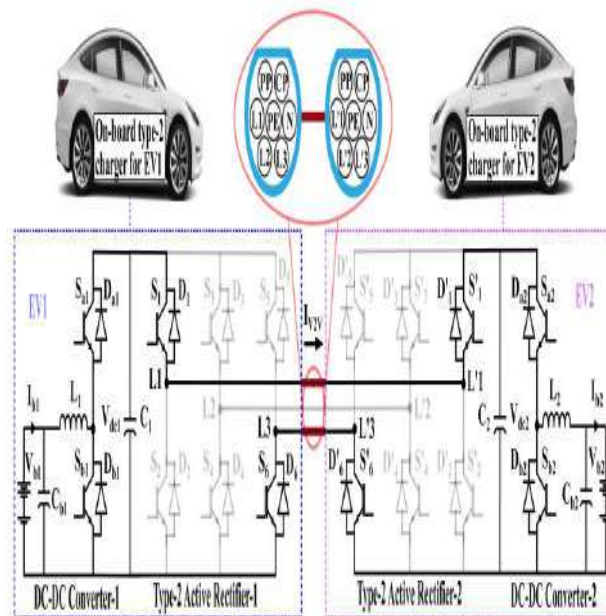 On-board type-2
charger for EV1
PP CP
L1 PE N
L2 L3
PP CP
L'1 PE N
L'2 L'3
On-board type-2
charger for EV2
EV1
Sa1 Da1 S1 D1 S3 D3 S5 D5
Ib1 L1 Vdc1 C1
Vb1 Cb1 Sb1 Db1
L1
L2
L3
S6 D6
IV2V
EV2
D'1 S'1 Da2 Sa2
L'1
L'2
L'3
D'6 S'6
C2 Vdc2 L2 Ib2
Db2 Sb2 Cb2 Vb2
DC-DC Converter-1
Type-2 Active Rectifier-1
Type-2 Active Rectifier-2
DC-DC Converter-2